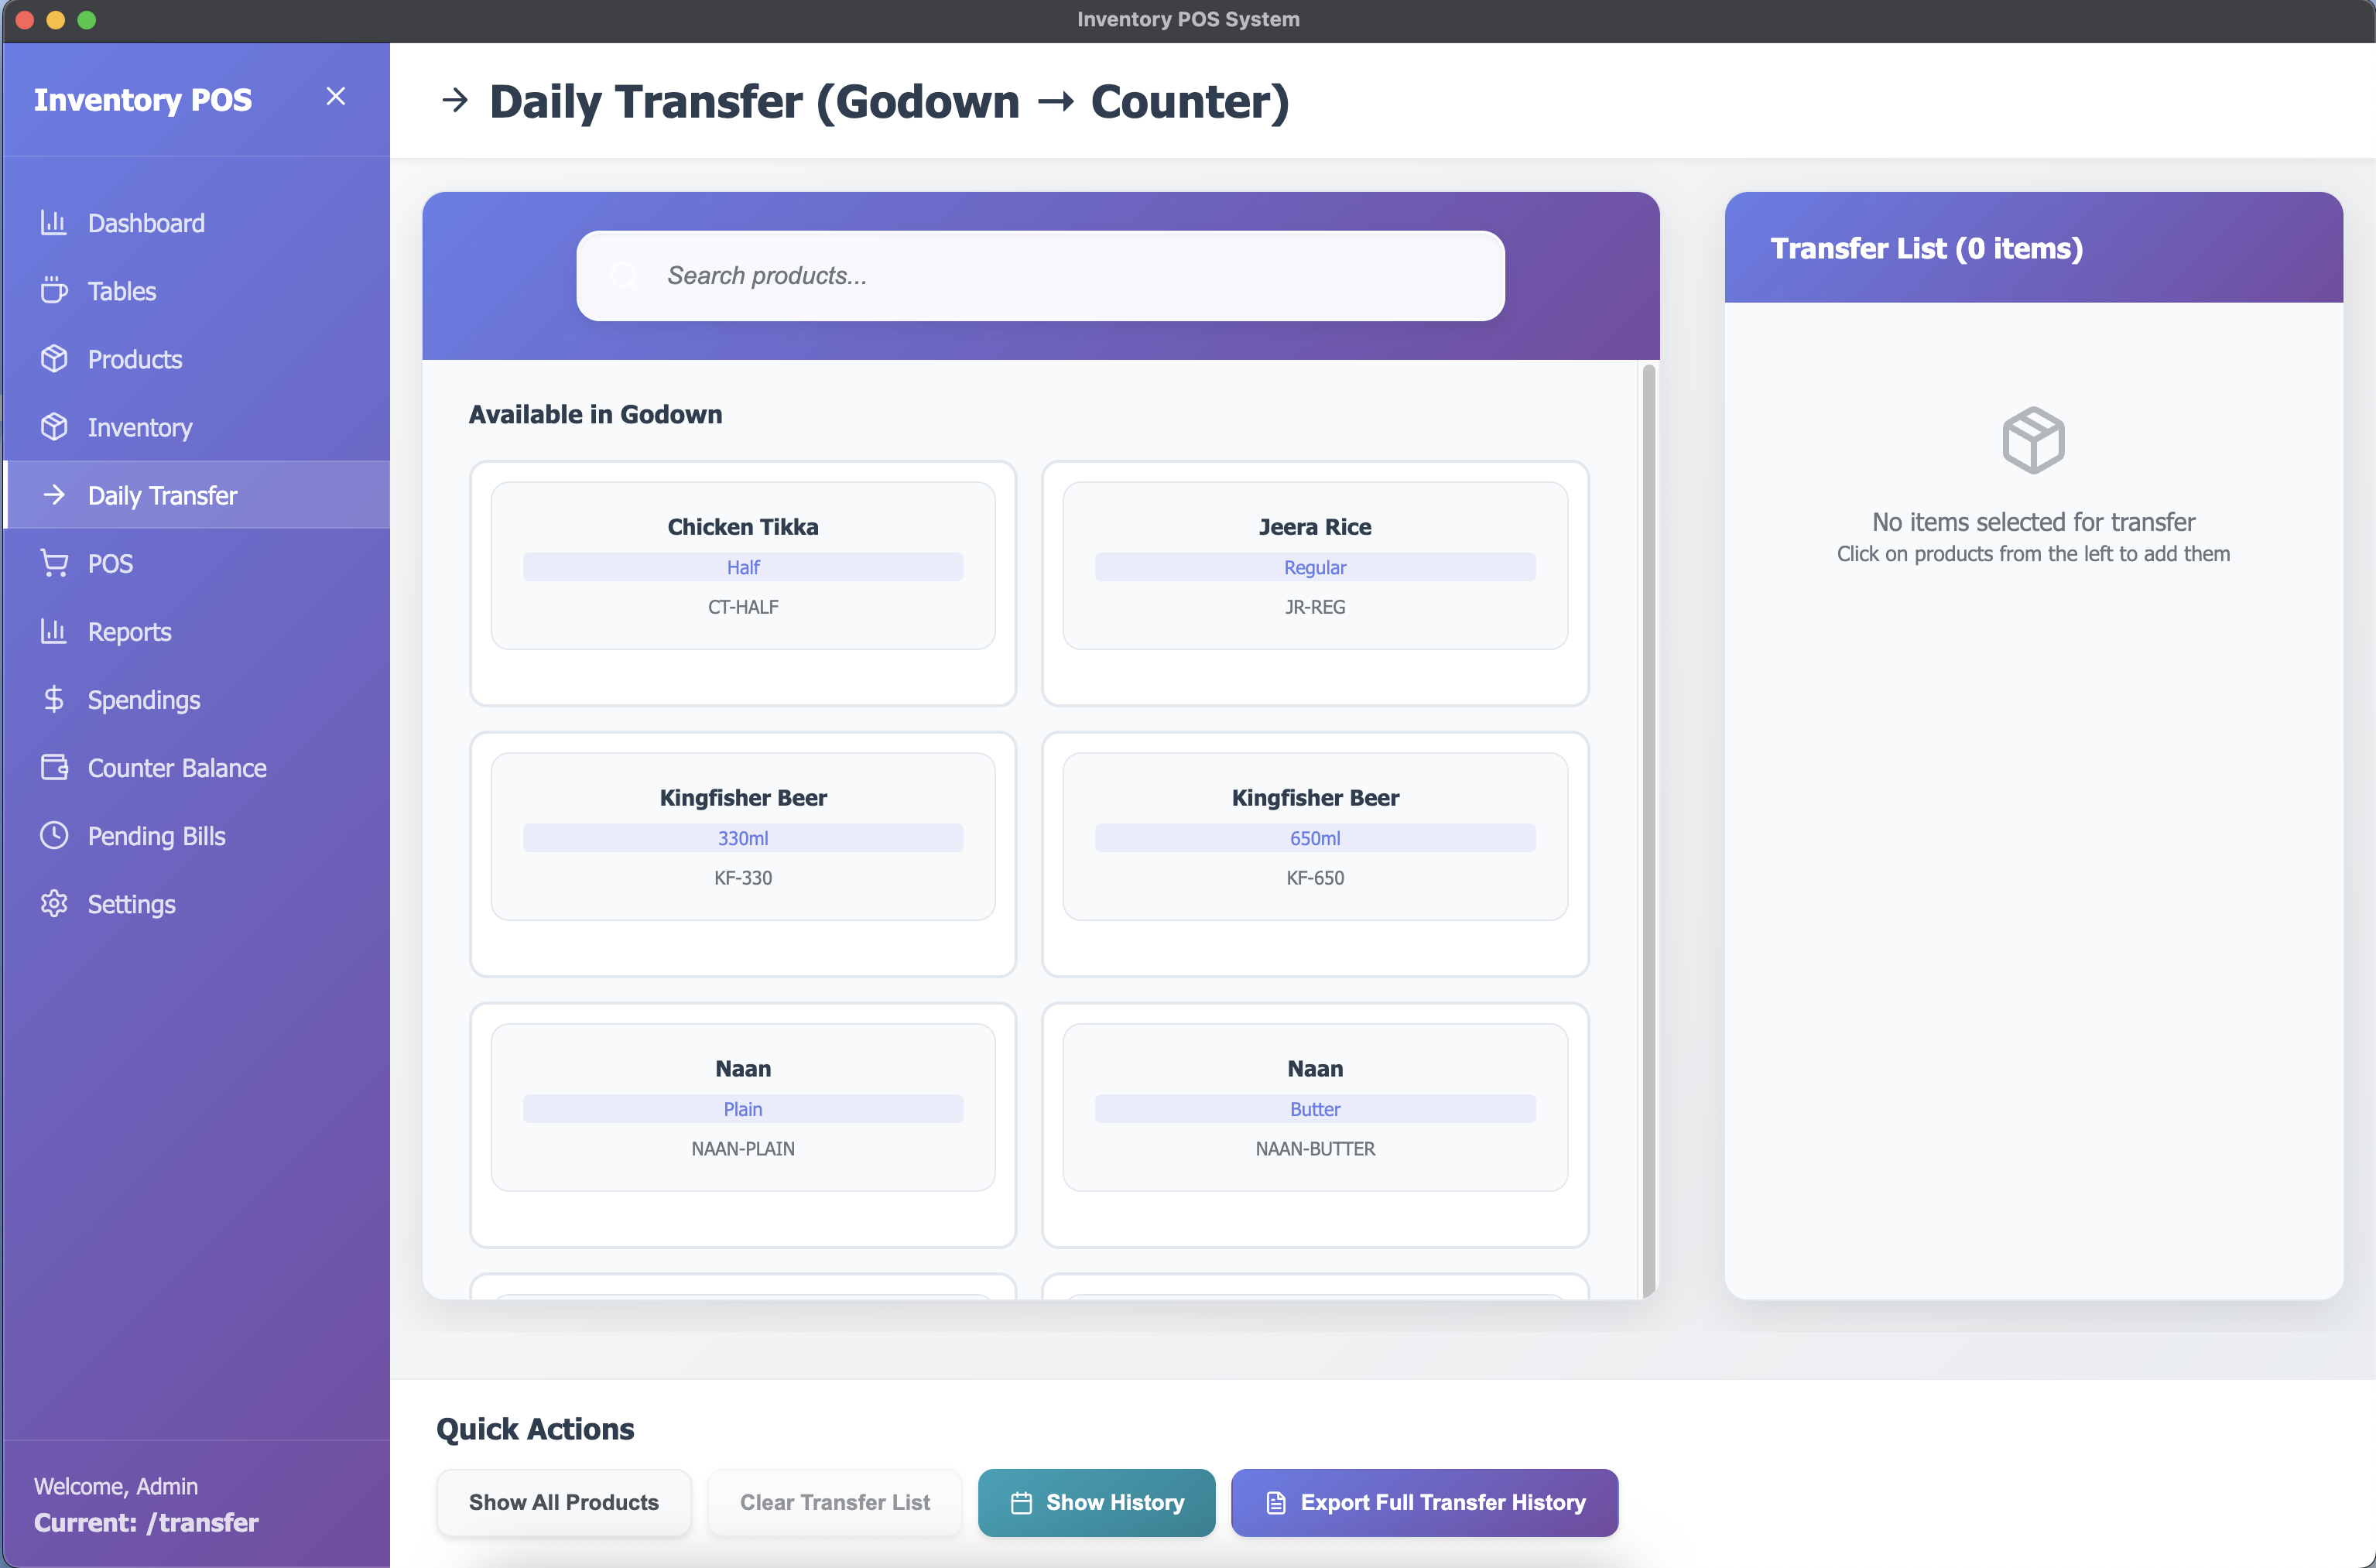 Inventory POS System
Inventory POS
Dashboard
Tables
Products
Inventory
Daily Transfer
POS
Reports
Spendings
Counter Balance
Pending Bills
Settings
Welcome, Admin
Current: /transfer
→ Daily Transfer (Godown → Counter)
Search products...
Available in Godown
Chicken Tikka
Half
CT-HALF
Jeera Rice
Regular
JR-REG
Kingfisher Beer
330ml
KF-330
Kingfisher Beer
650ml
KF-650
Naan
Plain
NAAN-PLAIN
Naan
Butter
NAAN-BUTTER
Transfer List (0 items)
No items selected for transfer
Click on products from the left to add them
Quick Actions
Show All Products
Clear Transfer List
Show History
Export Full Transfer History